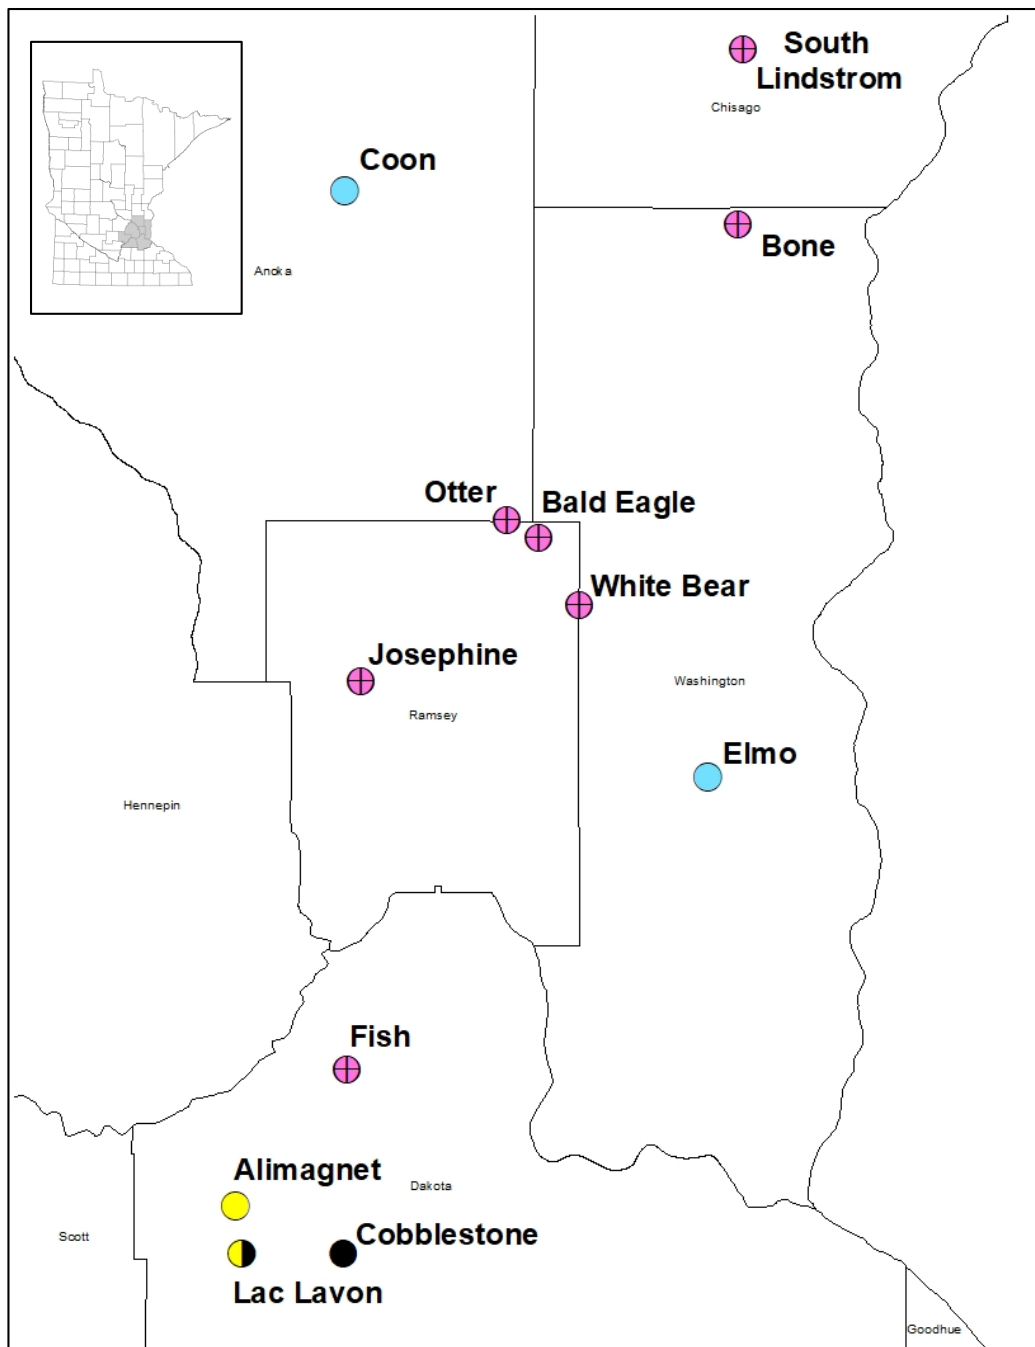 South
Lindstrom
Chisago
Coon
Bone
Anoka
Otter
Bald Eagle
White Bear
Josephine
Washington
Ramsey
Elmo
Hennepin
Fish
Alimagnet
Dakota
Cobblestone
Scott
Lac Lavon
Goodhue